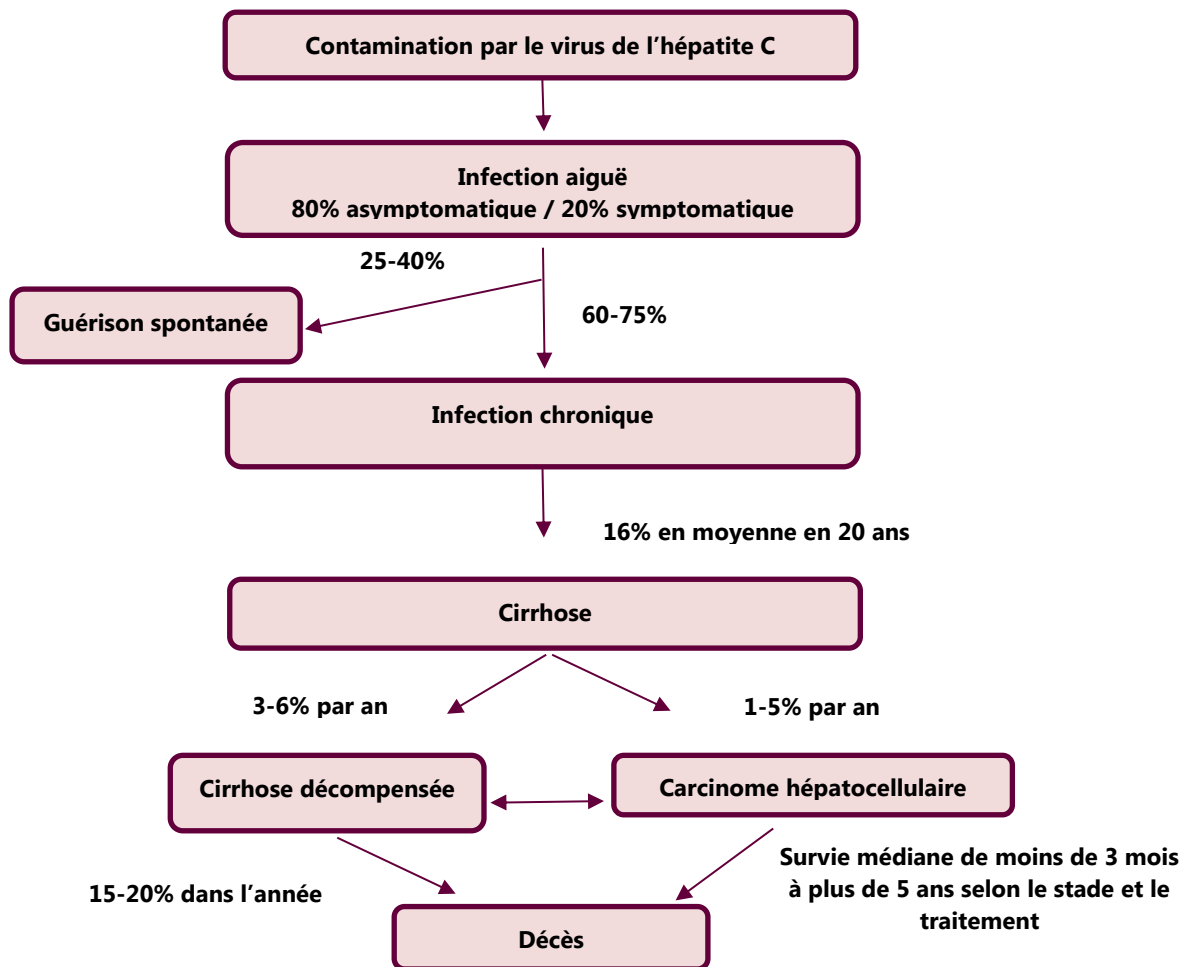 Contamination par le virus de l’hépatite C
Infection aiguë
80% asymptomatique / 20% symptomatique
25-40%
Guérison spontanée
60-75%
Infection chronique
16% en moyenne en 20 ans
Cirrhose
3-6% par an
1-5% par an
Cirrhose décompensée
Carcinome hépatocellulaire
15-20% dans l’année
Survie médiane de moins de 3 mois
à plus de 5 ans selon le stade et le
traitement
Décès